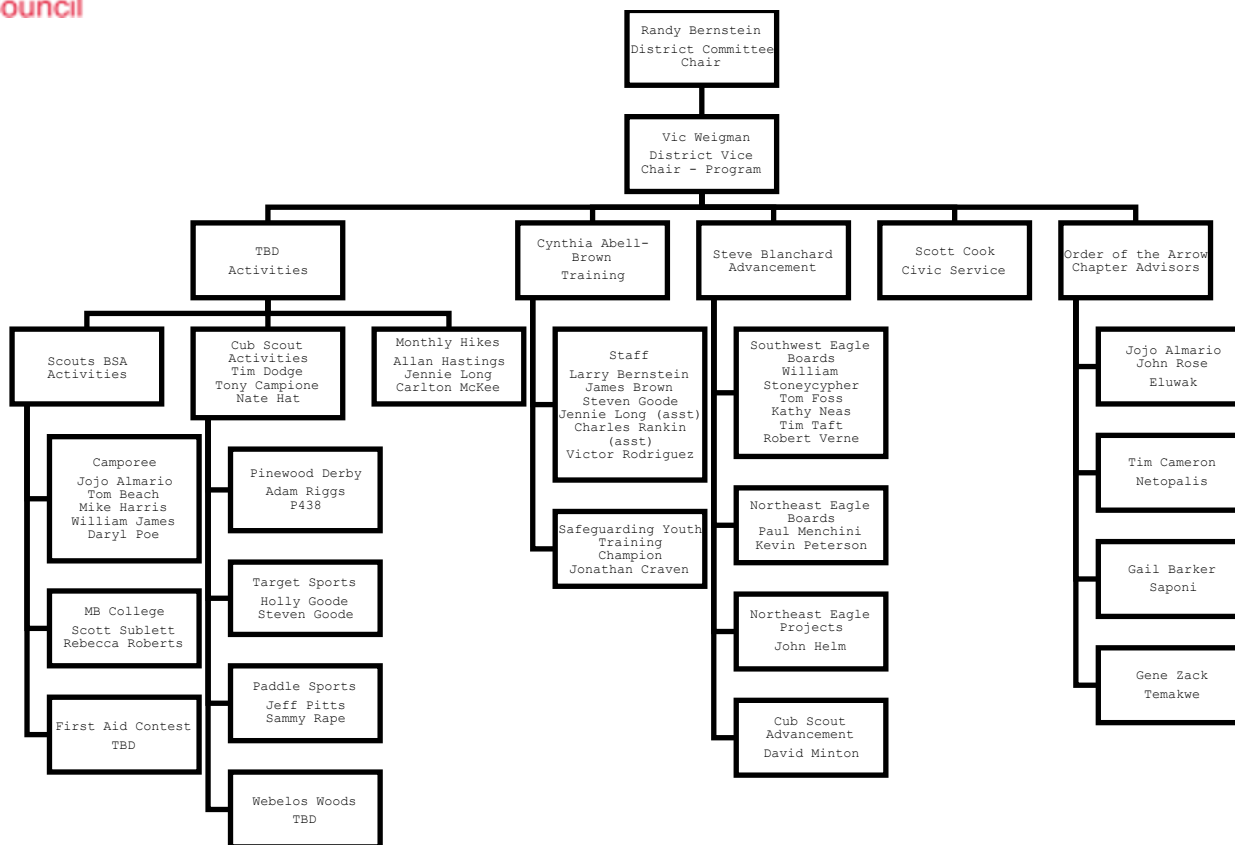 ouncil
Randy Bernstein
District Committee
Chair
Vic Weigman
District Vice
Chair - Program
TBD
Activities
Cynthia Abell-
Brown
Training
Steve Blanchard
Advancement
Scott Cook
Civic Service
Order of the Arrow
Chapter Advisors
Scouts BSA
Activities
Cub Scout
Activities
Tim Dodge
Tony Campione
Nate Hat
Monthly Hikes
Allan Hastings
Jennie Long
Carlton McKee
Camporee
Jojo Almario
Tom Beach
Mike Harris
William James
Daryl Poe
MB College
Scott Sublett
Rebecca Roberts
First Aid Contest
TBD
Pinewood Derby
Adam Riggs
P438
Target Sports
Holly Goode
Steven Goode
Paddle Sports
Jeff Pitts
Sammy Rape
Webelos Woods
TBD
Staff
Larry Bernstein
James Brown
Steven Goode
Jennie Long (asst)
Charles Rankin
(asst)
Victor Rodriguez
Safeguarding Youth
Training
Champion
Jonathan Craven
Southwest Eagle
Boards
William
Stoneycypher
Tom Foss
Kathy Neas
Tim Taft
Robert Verne
Northeast Eagle
Boards
Paul Menchini
Kevin Peterson
Northeast Eagle
Projects
John Helm
Cub Scout
Advancement
David Minton
Jojo Almario
John Rose
Eluwak
Tim Cameron
Netopalis
Gail Barker
Saponi
Gene Zack
Temakwe